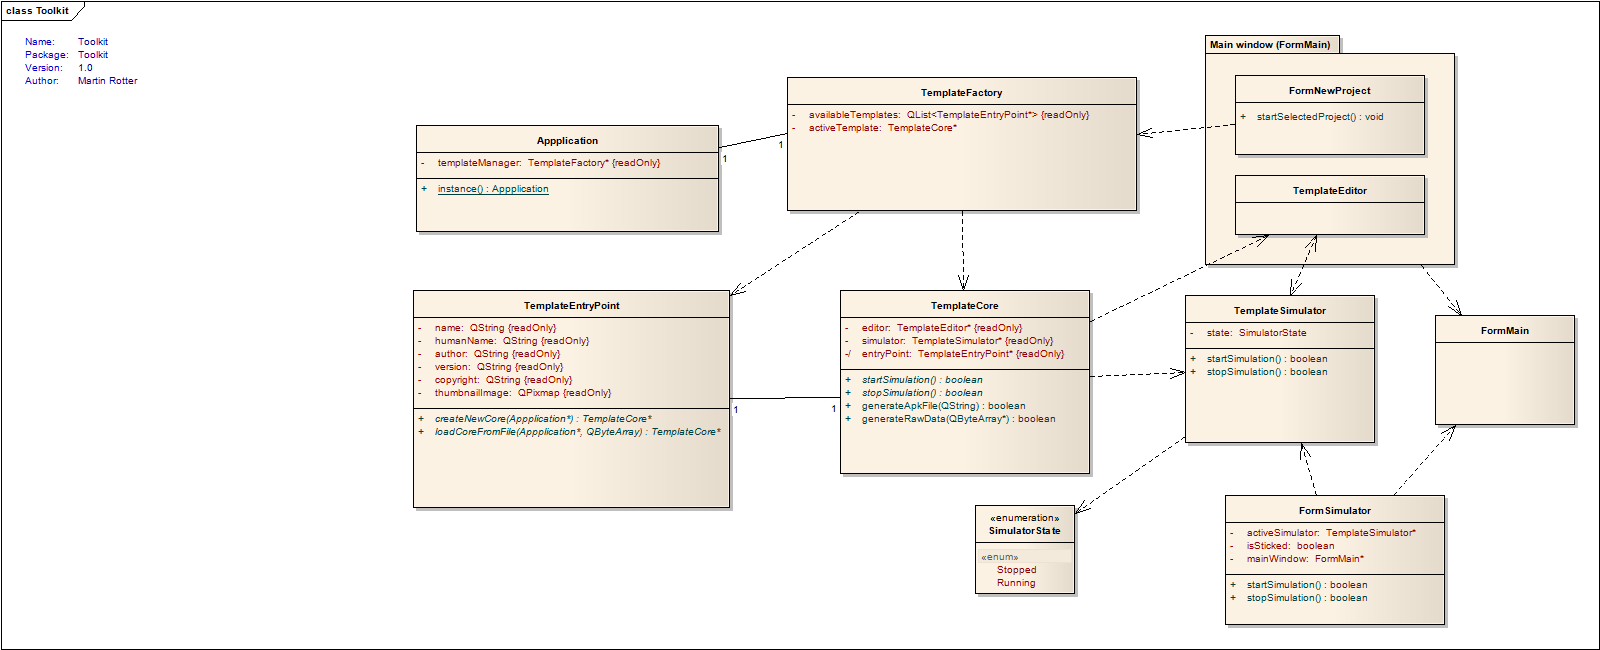 class Toolkit
Name: Toolkit
Package: Toolkit
Version: 1.0
Author: Martin Rotter
Appplication
- templateManager: TemplateFactory* {readOnly}
+ instance() : Appplication
1
1
TemplateFactory
- availableTemplates: QList<TemplateEntryPoint*> {readOnly}
- activeTemplate: TemplateCore*
Main window (FormMain)
FormNewProject
+ startSelectedProject() : void
TemplateEditor
TemplateEntryPoint
- name: QString {readOnly}
- humanName: QString {readOnly}
- author: QString {readOnly}
- version: QString {readOnly}
- copyright: QString {readOnly}
- thumbnailImage: QPixmap {readOnly}
+ createNewCore(Appplication*) : TemplateCore*
+ loadCoreFromFile(Appplication*, QByteArray) : TemplateCore*
1
1
TemplateCore
- editor: TemplateEditor* {readOnly}
- simulator: TemplateSimulator* {readOnly}
-/ entryPoint: TemplateEntryPoint* {readOnly}
+ startSimulation() : boolean
+ stopSimulation() : boolean
+ generateApkFile(QString) : boolean
+ generateRawData(QByteArray*) : boolean
TemplateSimulator
- state: SimulatorState
+ startSimulation() : boolean
+ stopSimulation() : boolean
FormMain
«enumeration»
SimulatorState
«enum»
Stopped
Running
FormSimulator
- activeSimulator: TemplateSimulator*
- isSticked: boolean
- mainWindow: FormMain*
+ startSimulation() : boolean
+ stopSimulation() : boolean